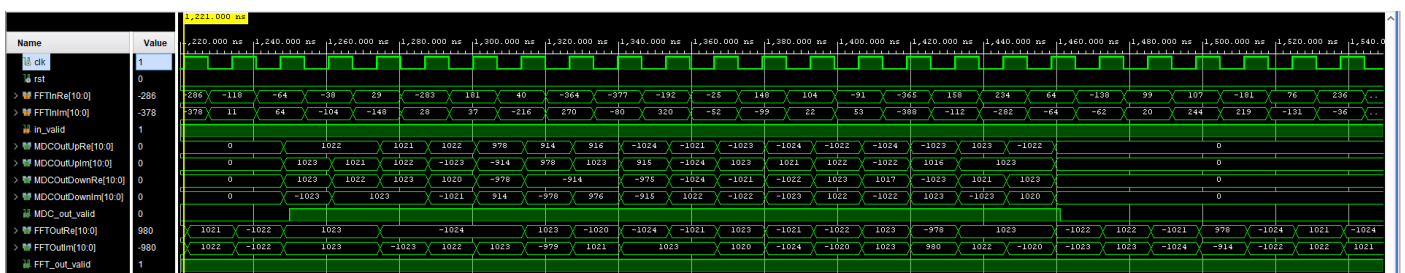 1,221.000 ns
Name Value ,220.000 ns 1,240.000 ns 1,260.000 ns 1,280.000 ns 1,300.000 ns 1,320.000 ns 1,340.000 ns 1,360.000 ns 1,380.000 ns 1,400.000 ns 1,420.000 ns 1,440.000 ns 1,460.000 ns 1,480.000 ns 1,500.000 ns 1,520.000 ns 1,540.0
clk 1
rst 0
FFTInRe[10:0] -286 -286 -118 -64 -38 29 -283 181 40 -364 -377 -192 -25 148 104 -91 -365 158 234 64 -138 99 107 -181 76 236 ..
FFTInIm[10:0] -378 -378 11 64 -104 -148 28 37 -216 270 -80 320 -52 -99 22 53 -388 -112 -282 -64 -62 20 244 219 -131 -36 ..
in_valid 1
MDCOutUpRe[10:0] 0 0 1022 1021 1022 978 914 916 -1024 -1021 -1023 -1024 -1022 -1024 -1023 1023 -1022 0
MDCOutUpIm[10:0] 0 0 1023 1021 1022 -1023 -914 978 1023 915 -1024 1023 1021 1022 -1022 1016 1023 0
MDCOutDownRe[10:0] 0 0 1023 1022 1023 1020 -978 -914 -975 -1024 -1021 -1022 1023 1017 -1023 1021 1023 0
MDCOutDownIm[10:0] 0 0 -1023 1023 -1021 914 -978 976 -915 1022 -1022 -1024 -1022 -1023 -1022 -1023 1020 0
MDC_out_valid 0
FFTOutRe[10:0] 980 1021 -1022 1023 -1024 1023 -1020 -1024 -1021 1023 -1021 -1022 1023 -978 1023 -1022 1022 -1021 978 -1024 1021 -1024
FFTOutIm[10:0] -980 1022 -1022 1023 -1023 1022 1023 -979 1021 1023 1020 -1024 -1020 1023 980 1022 -1020 -1023 1023 -1024 -914 -1022 1022 1021
FFT_out_valid 1